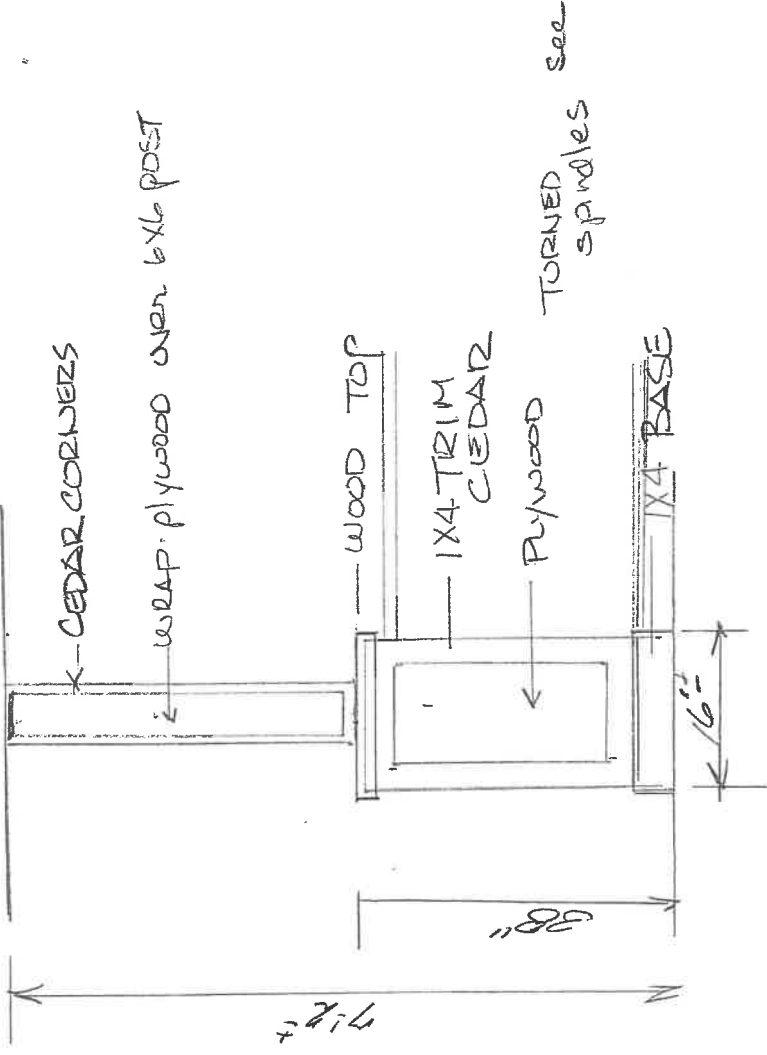 CEDAR CORNERS
WRAP plywood over 6x6 POST
WOOD TOP
1X4 TRIM
CEDAR
PLYWOOD
TURNED
spindles see
1X4 BASE
16"±
38"